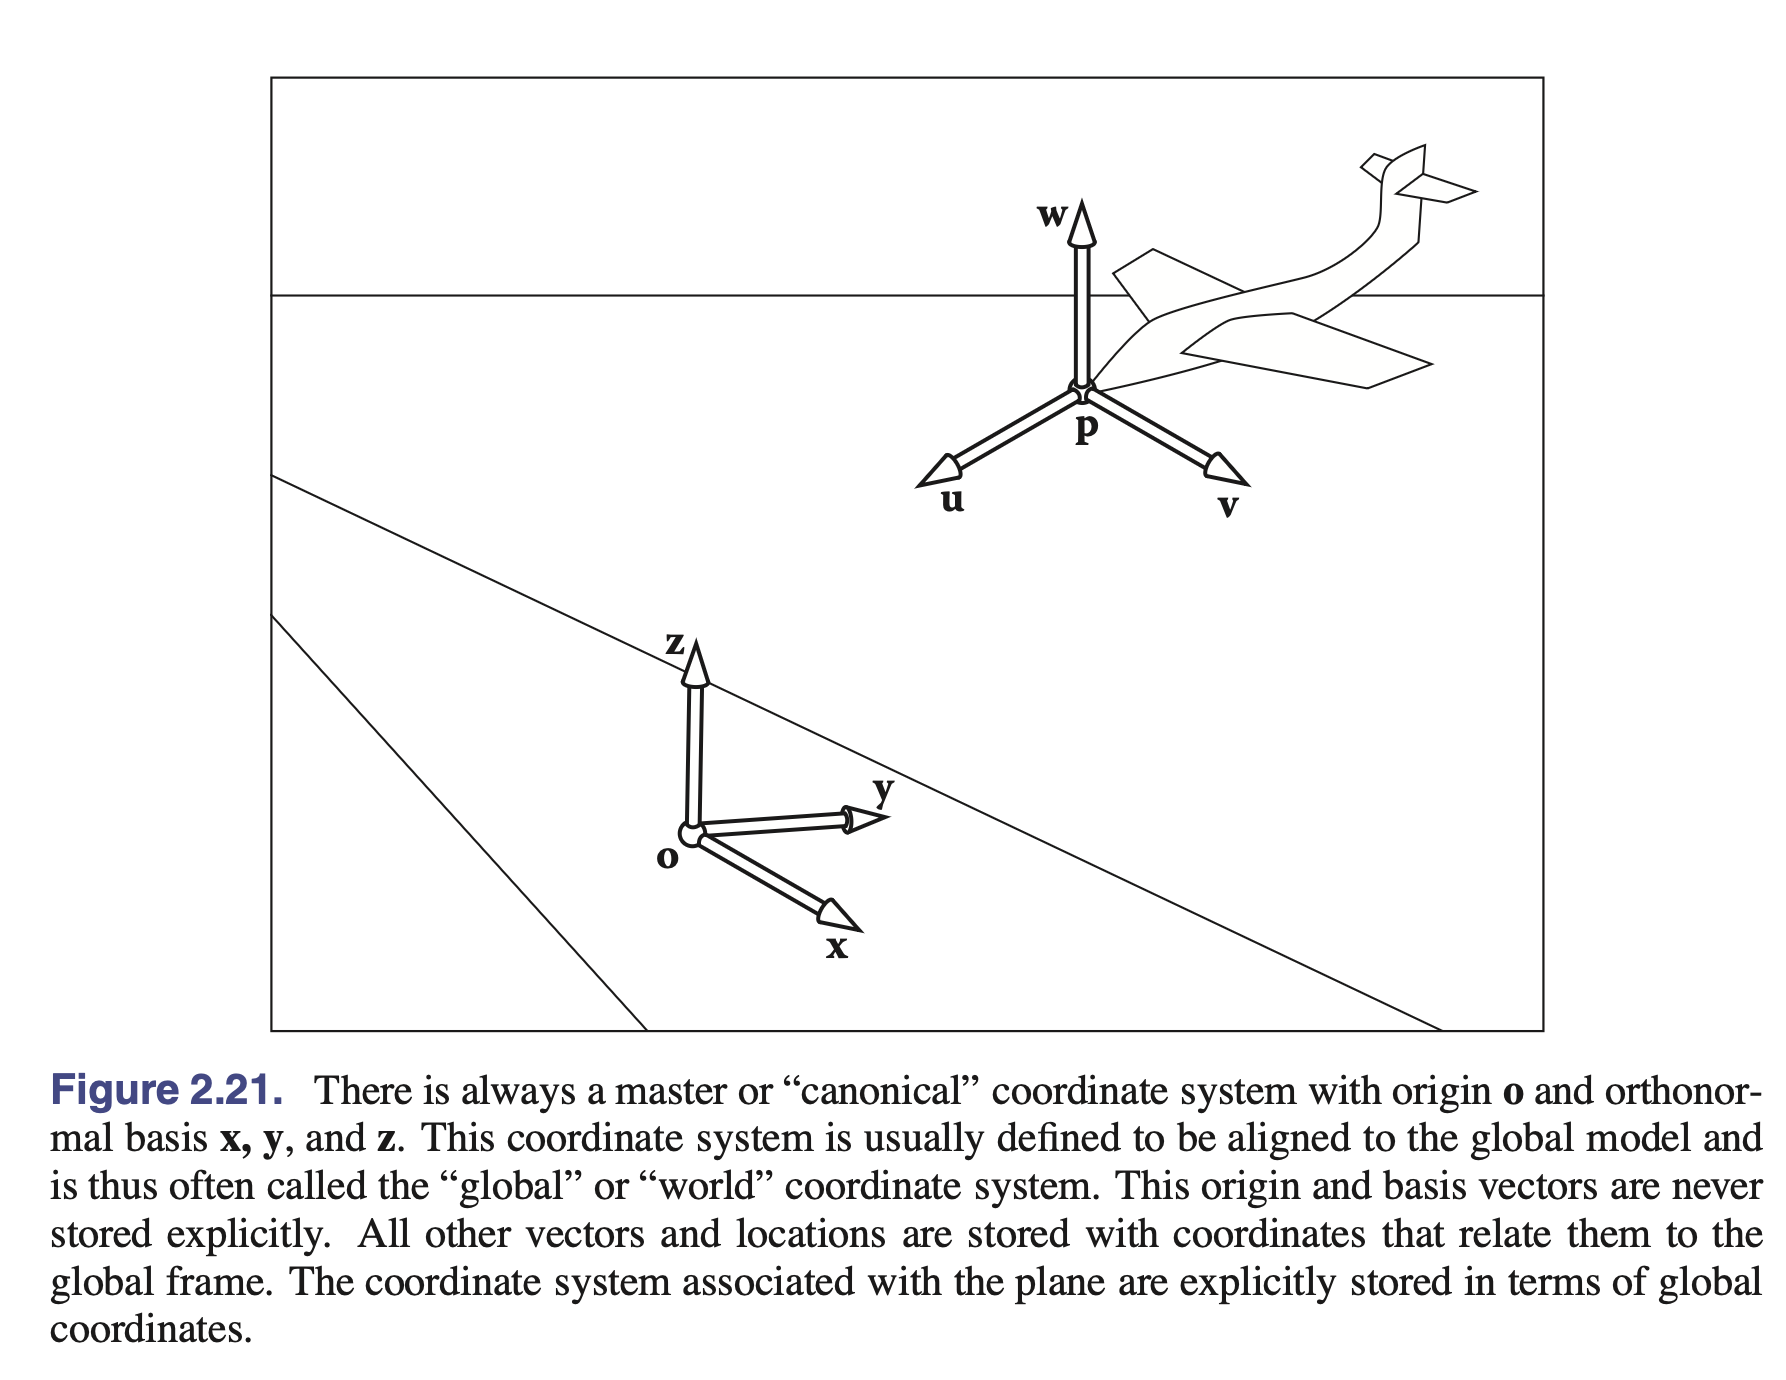 w
p
u
v
z
y
o
x
Figure 2.21. There is always a master or “canonical” coordinate system with origin o and orthonor-
mal basis x, y, and z. This coordinate system is usually defined to be aligned to the global model and
is thus often called the “global” or “world” coordinate system. This origin and basis vectors are never
stored explicitly. All other vectors and locations are stored with coordinates that relate them to the
global frame. The coordinate system associated with the plane are explicitly stored in terms of global
coordinates.